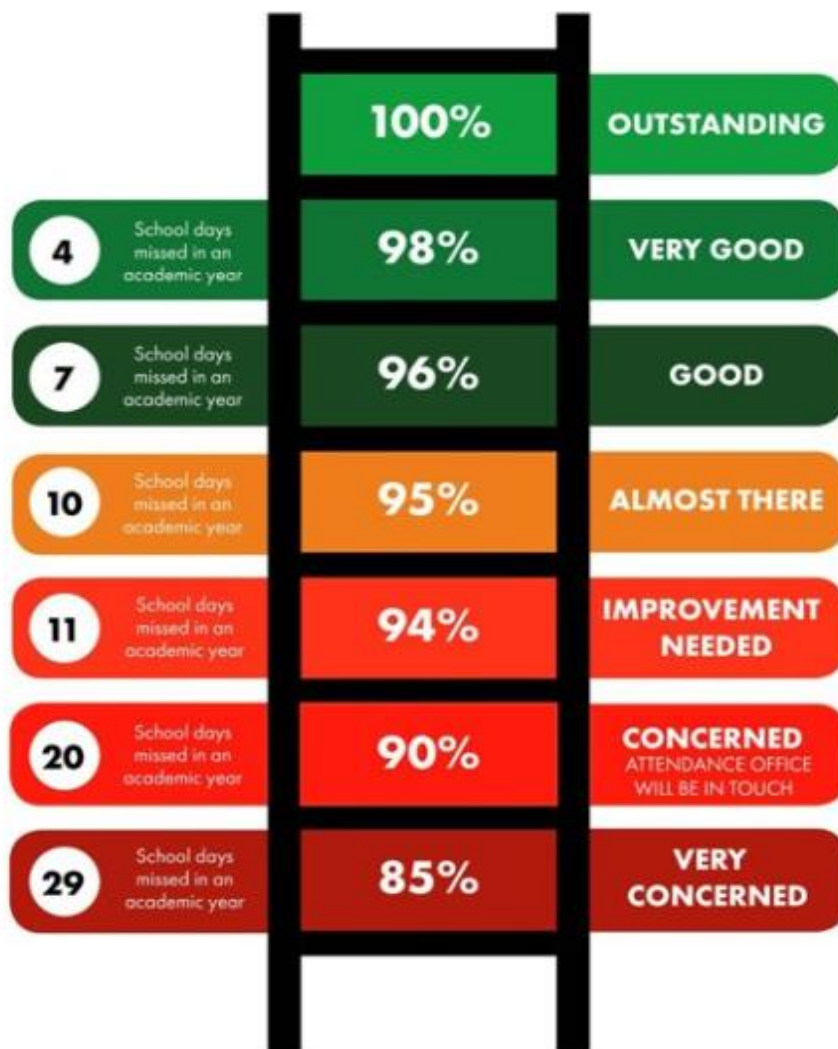 100%
OUTSTANDING
4
School days
missed in an
academic year
98%
VERY GOOD
7
School days
missed in an
academic year
96%
GOOD
10
School days
missed in an
academic year
95%
ALMOST THERE
11
School days
missed in an
academic year
94%
IMPROVEMENT
NEEDED
20
School days
missed in an
academic year
90%
CONCERNED
ATTENDANCE OFFICE
WILL BE IN TOUCH
29
School days
missed in an
academic year
85%
VERY
CONCERNED